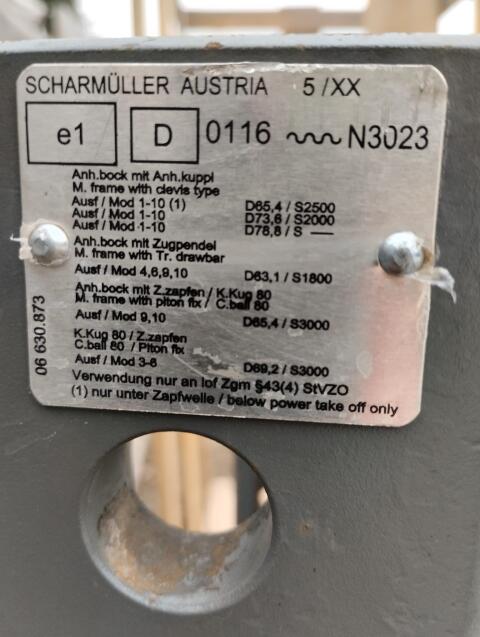 SCHARMÜLLER AUSTRIA 5/XX
e1 D 0116 N3023
Anh.bock mit Anh.kuppl
M. frame with clevis type
Ausf / Mod 1-10 (1) D65,4 / S2500
Ausf / Mod 1-10 D73,6 / S2000
Ausf / Mod 1-10 D78,8 / S —
Anh.bock mit Zugpendel
M. frame with Tr. drawbar
Ausf / Mod 4,6,9,10 D63,1 / S1800
Anh.bock mit Z.zapfen / K.Kug 80
M. frame with piton fix / C.ball 80
Ausf / Mod 9,10 D65,4 / S3000
K.Kug 80 / Z.zapfen
C.ball 80 / Piton fix
Ausf / Mod 3-8 D69,2 / S3000
Verwendung nur an lof Zgm §43(4) StVZO
(1) nur unter Zapfwelle / below power take off only
06 630.873